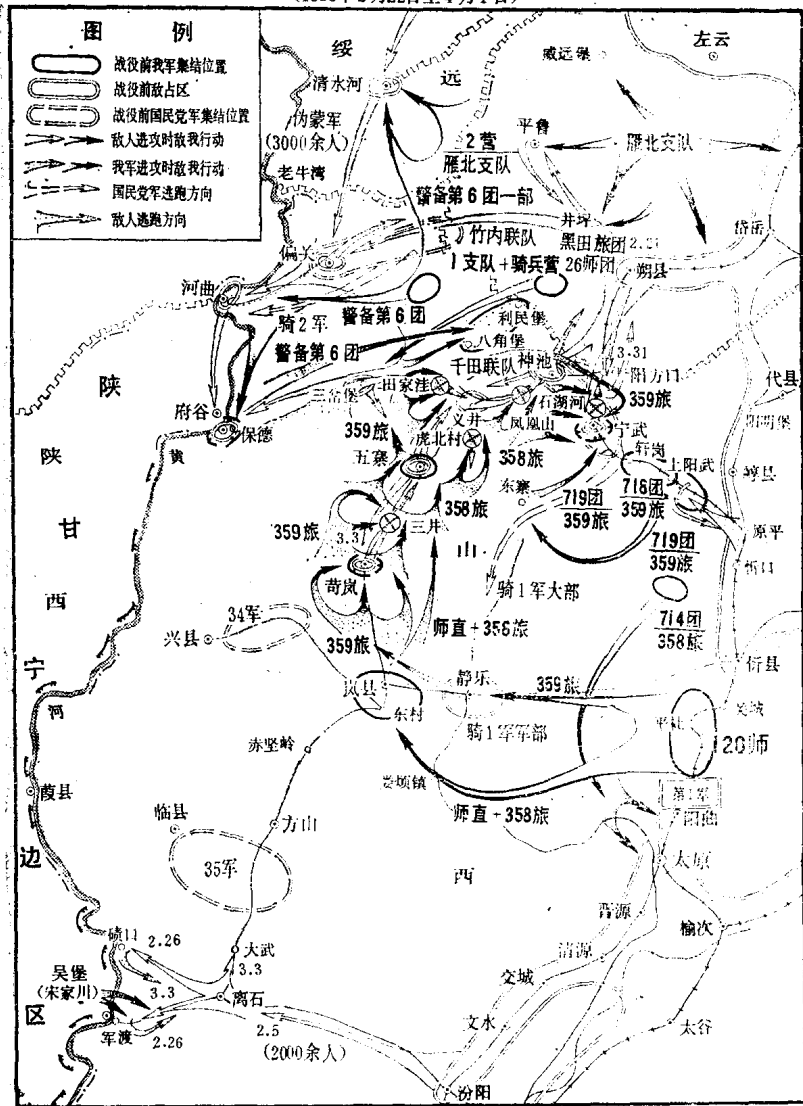 图 例
战役前我军集结位置
战役前敌占区
战役前国民党军集结位置
敌人进攻时敌我行动
我军进攻时敌我行动
国民党军逃跑方向
敌人逃跑方向
绥
远
清水河
伪蒙军
(3000余人)
老牛湾
威远堡
左云
平鲁
2营
雁北支队
雁北支队
警备第6团一部
井坪
岱岳
竹内联队
黑田旅团
1支队+骑兵营
26师团
朔县
偏关
河曲
骑2军
警备第6团
警备第6团
利民堡
八角堡
千田联队
神池
3.31
阳方口
代县
三岔堡
田家洼
石湖河
359旅
府谷
保德
陕
黄
359旅
义井
凤凰山
宁武
阳明堡
虎北村
轩岗
五寨
358旅
上阳武
崞县
陕
甘
东寨
719团
359旅
718团
359旅
358旅
359旅
3.31
三井
山
原平
719团
359旅
忻口
西
岢岚
骑1军大部
714团
358旅
34军
兴县
师直+358旅
359旅
静乐
359旅
忻县
宁
河
岚县
东村
骑1军军部
平社
关城
120师
赤坚岭
娄烦镇
葭县
师直+358旅
第1军
阳曲
临县
方山
太原
边
35军
西
晋源
榆次
清源
碛口
2.26
大武
交城
吴堡
(宋家川)
3.3
3.3
离石
文水
太谷
区
军渡
2.26
2.5
(2000余人)
汾阳